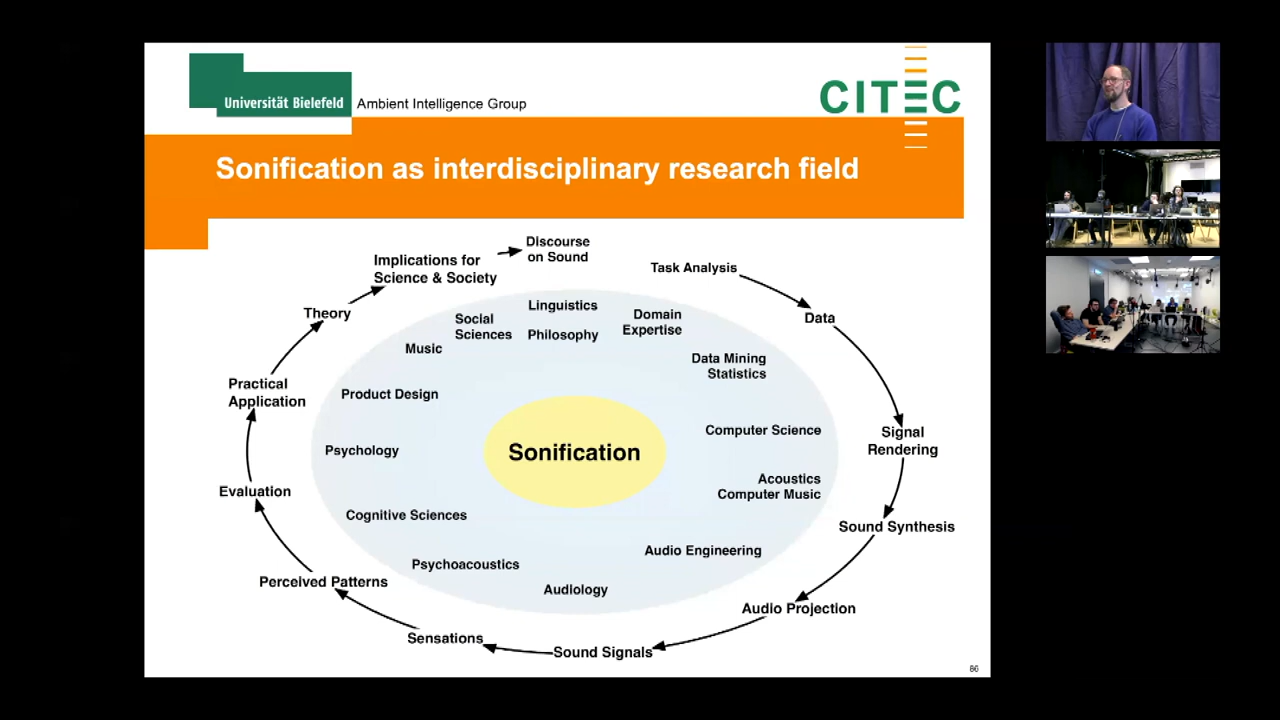 Universität Bielefeld
Ambient Intelligence Group
CITEC
Sonification as interdisciplinary research field
Discourse
on Sound
Implications for
Science & Society
Task Analysis
Theory
Data
Linguistics
Social
Sciences
Philosophy
Domain
Expertise
Music
Data Mining
Statistics
Practical
Application
Product Design
Computer Science
Signal
Rendering
Psychology
Sonification
Evaluation
Acoustics
Computer Music
Cognitive Sciences
Sound Synthesis
Audio Engineering
Psychoacoustics
Audiology
Perceived Patterns
Audio Projection
Sensations
Sound Signals
86